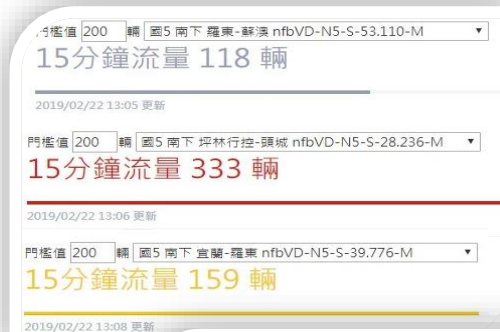 門檻值 200 輛 國5 南下 羅東-蘇澳 nfbVD-N5-S-53.110-M
15分鐘流量 118 輛
2019/02/22 13:05 更新
門檻值 200 輛 國5 南下 坪林行控-頭城 nfbVD-N5-S-28.236-M
15分鐘流量 333 輛
2019/02/22 13:06 更新
門檻值 200 輛 國5 南下 宜蘭-羅東 nfbVD-N5-S-39.776-M
15分鐘流量 159 輛
2019/02/22 13:08 更新